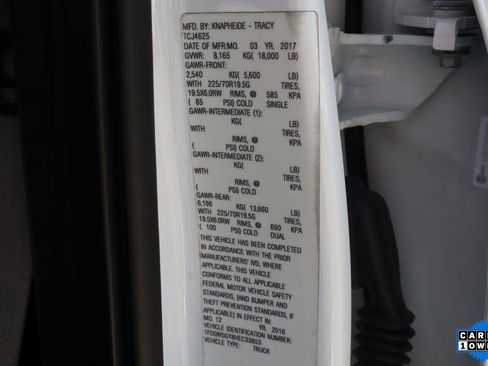 MFD. BY: KNAPHEIDE - TRACY
TCJ4625
DATE OF MFR: MO. 03 YR. 2017
GVWR: 8,165 KG( 18,000 LB)
GAWR-FRONT:
2,540 KG( 5,600 LB)
WITH 225/70R19.5G TIRES,
19.5X6.0RW RIMS, @ 585 KPA
( 85 PSI) COLD SINGLE
GAWR-INTERMEDIATE (1):
KG( LB)
WITH TIRES,
RIMS, @ KPA
( PSI) COLD
GAWR-INTERMEDIATE (2):
KG( LB)
WITH TIRES,
RIMS, @ KPA
( PSI) COLD
GAWR-REAR:
6,196 KG( 13,660 LB)
WITH 225/70R19.5G TIRES,
19.5X6.0RW RIMS, @ 690 KPA
( 100 PSI) COLD DUAL
THIS VEHICLE HAS BEEN COMPLETED
IN ACCORDANCE WITH THE PRIOR
MANUFACTURERS' IVD, WHERE
APPLICABLE. THIS VEHICLE
CONFORMS TO ALL APPLICABLE
FEDERAL MOTOR VEHICLE SAFETY
STANDARDS, [AND BUMPER AND
THEFT PREVENTION STANDARDS, IF
APPLICABLE] IN EFFECT IN:
MO. 12 YR. 2016
VEHICLE IDENTIFICATION NUMBER:
VEHICLE TYPE: TRUCK
CARF
1 OWN